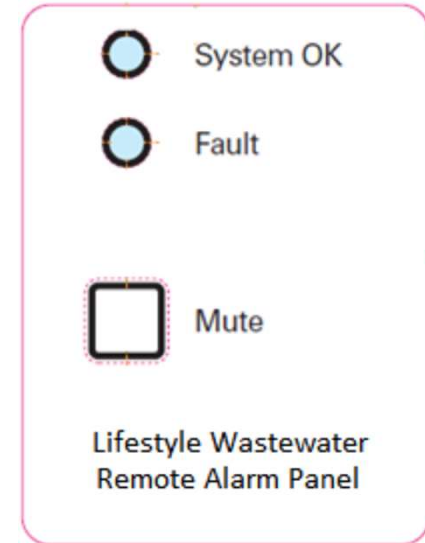 System OK
Fault
Mute
Lifestyle Wastewater
Remote Alarm Panel